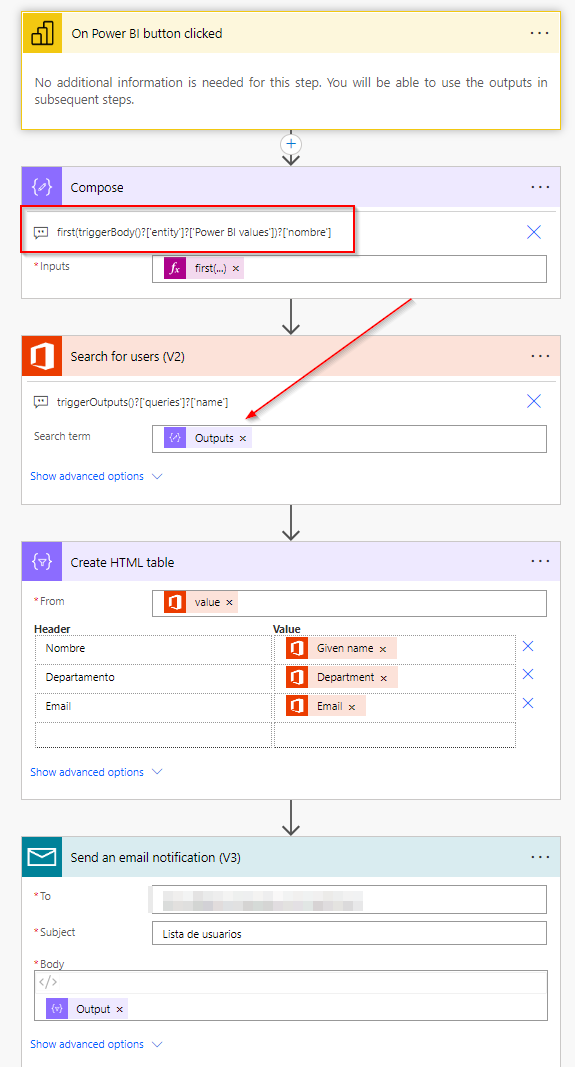 On Power BI button clicked
No additional information is needed for this step. You will be able to use the outputs in
subsequent steps.
Compose
first(triggerBody()?['entity']?['Power BI values'])?['nombre']
*Inputs
fx first(...) ×
Search for users (V2)
triggerOutputs()?['queries']?['name']
Search term
Outputs ×
Show advanced options
Create HTML table
*From
value ×
Header Value
Nombre Given name ×
Departamento Department ×
Email Email ×
Show advanced options
Send an email notification (V3)
*To
*Subject
Lista de usuarios
*Body
</>
Output ×
Show advanced options